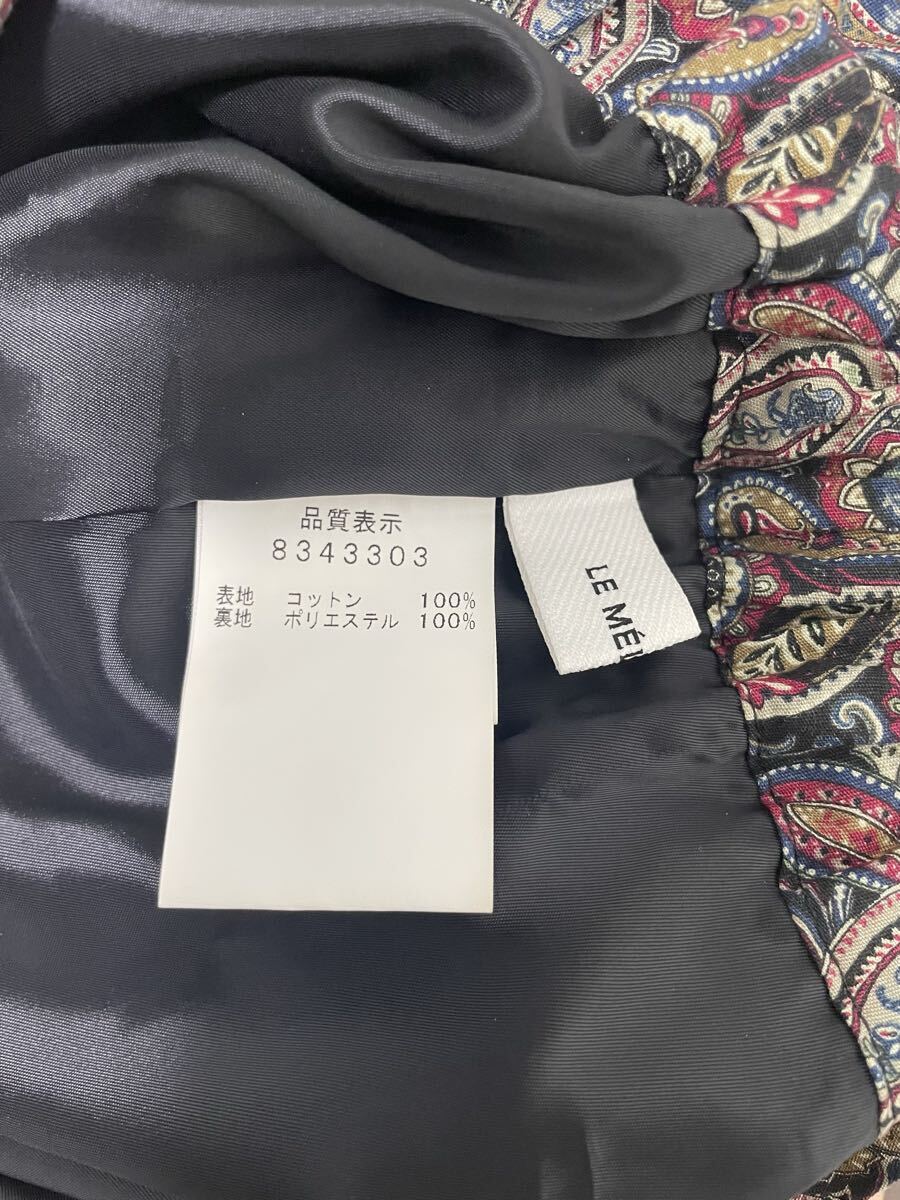 品質表示
8343303
表地 コットン 100%
裏地 ポリエステル 100%
LE MÉ